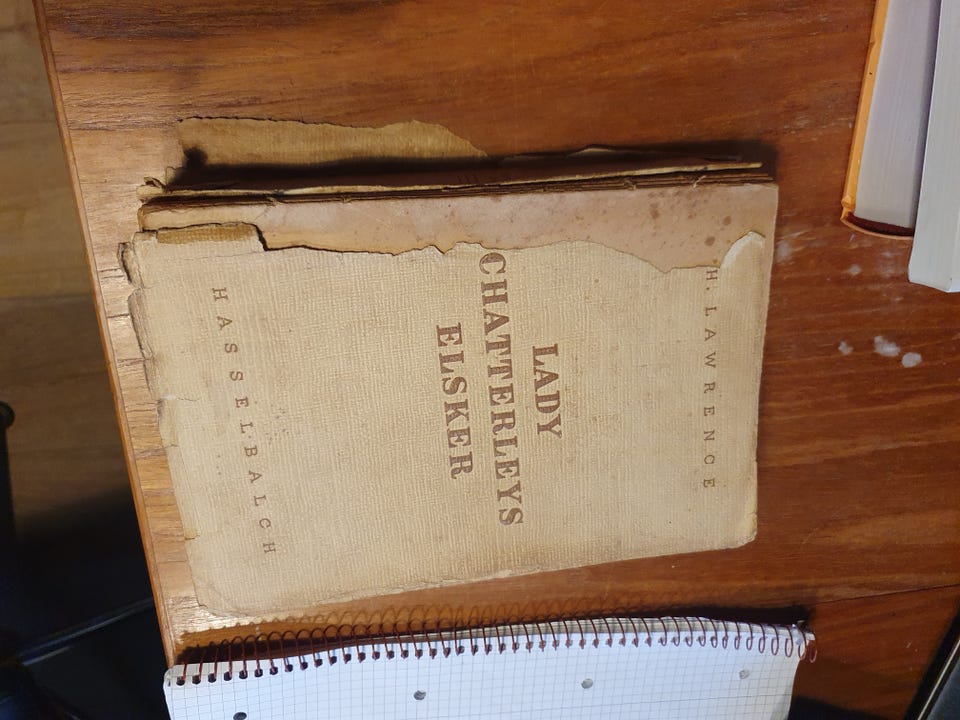 H. LAWRENCE
LADY
CHATTERLEYS
ELSKER
HASSELBALCH